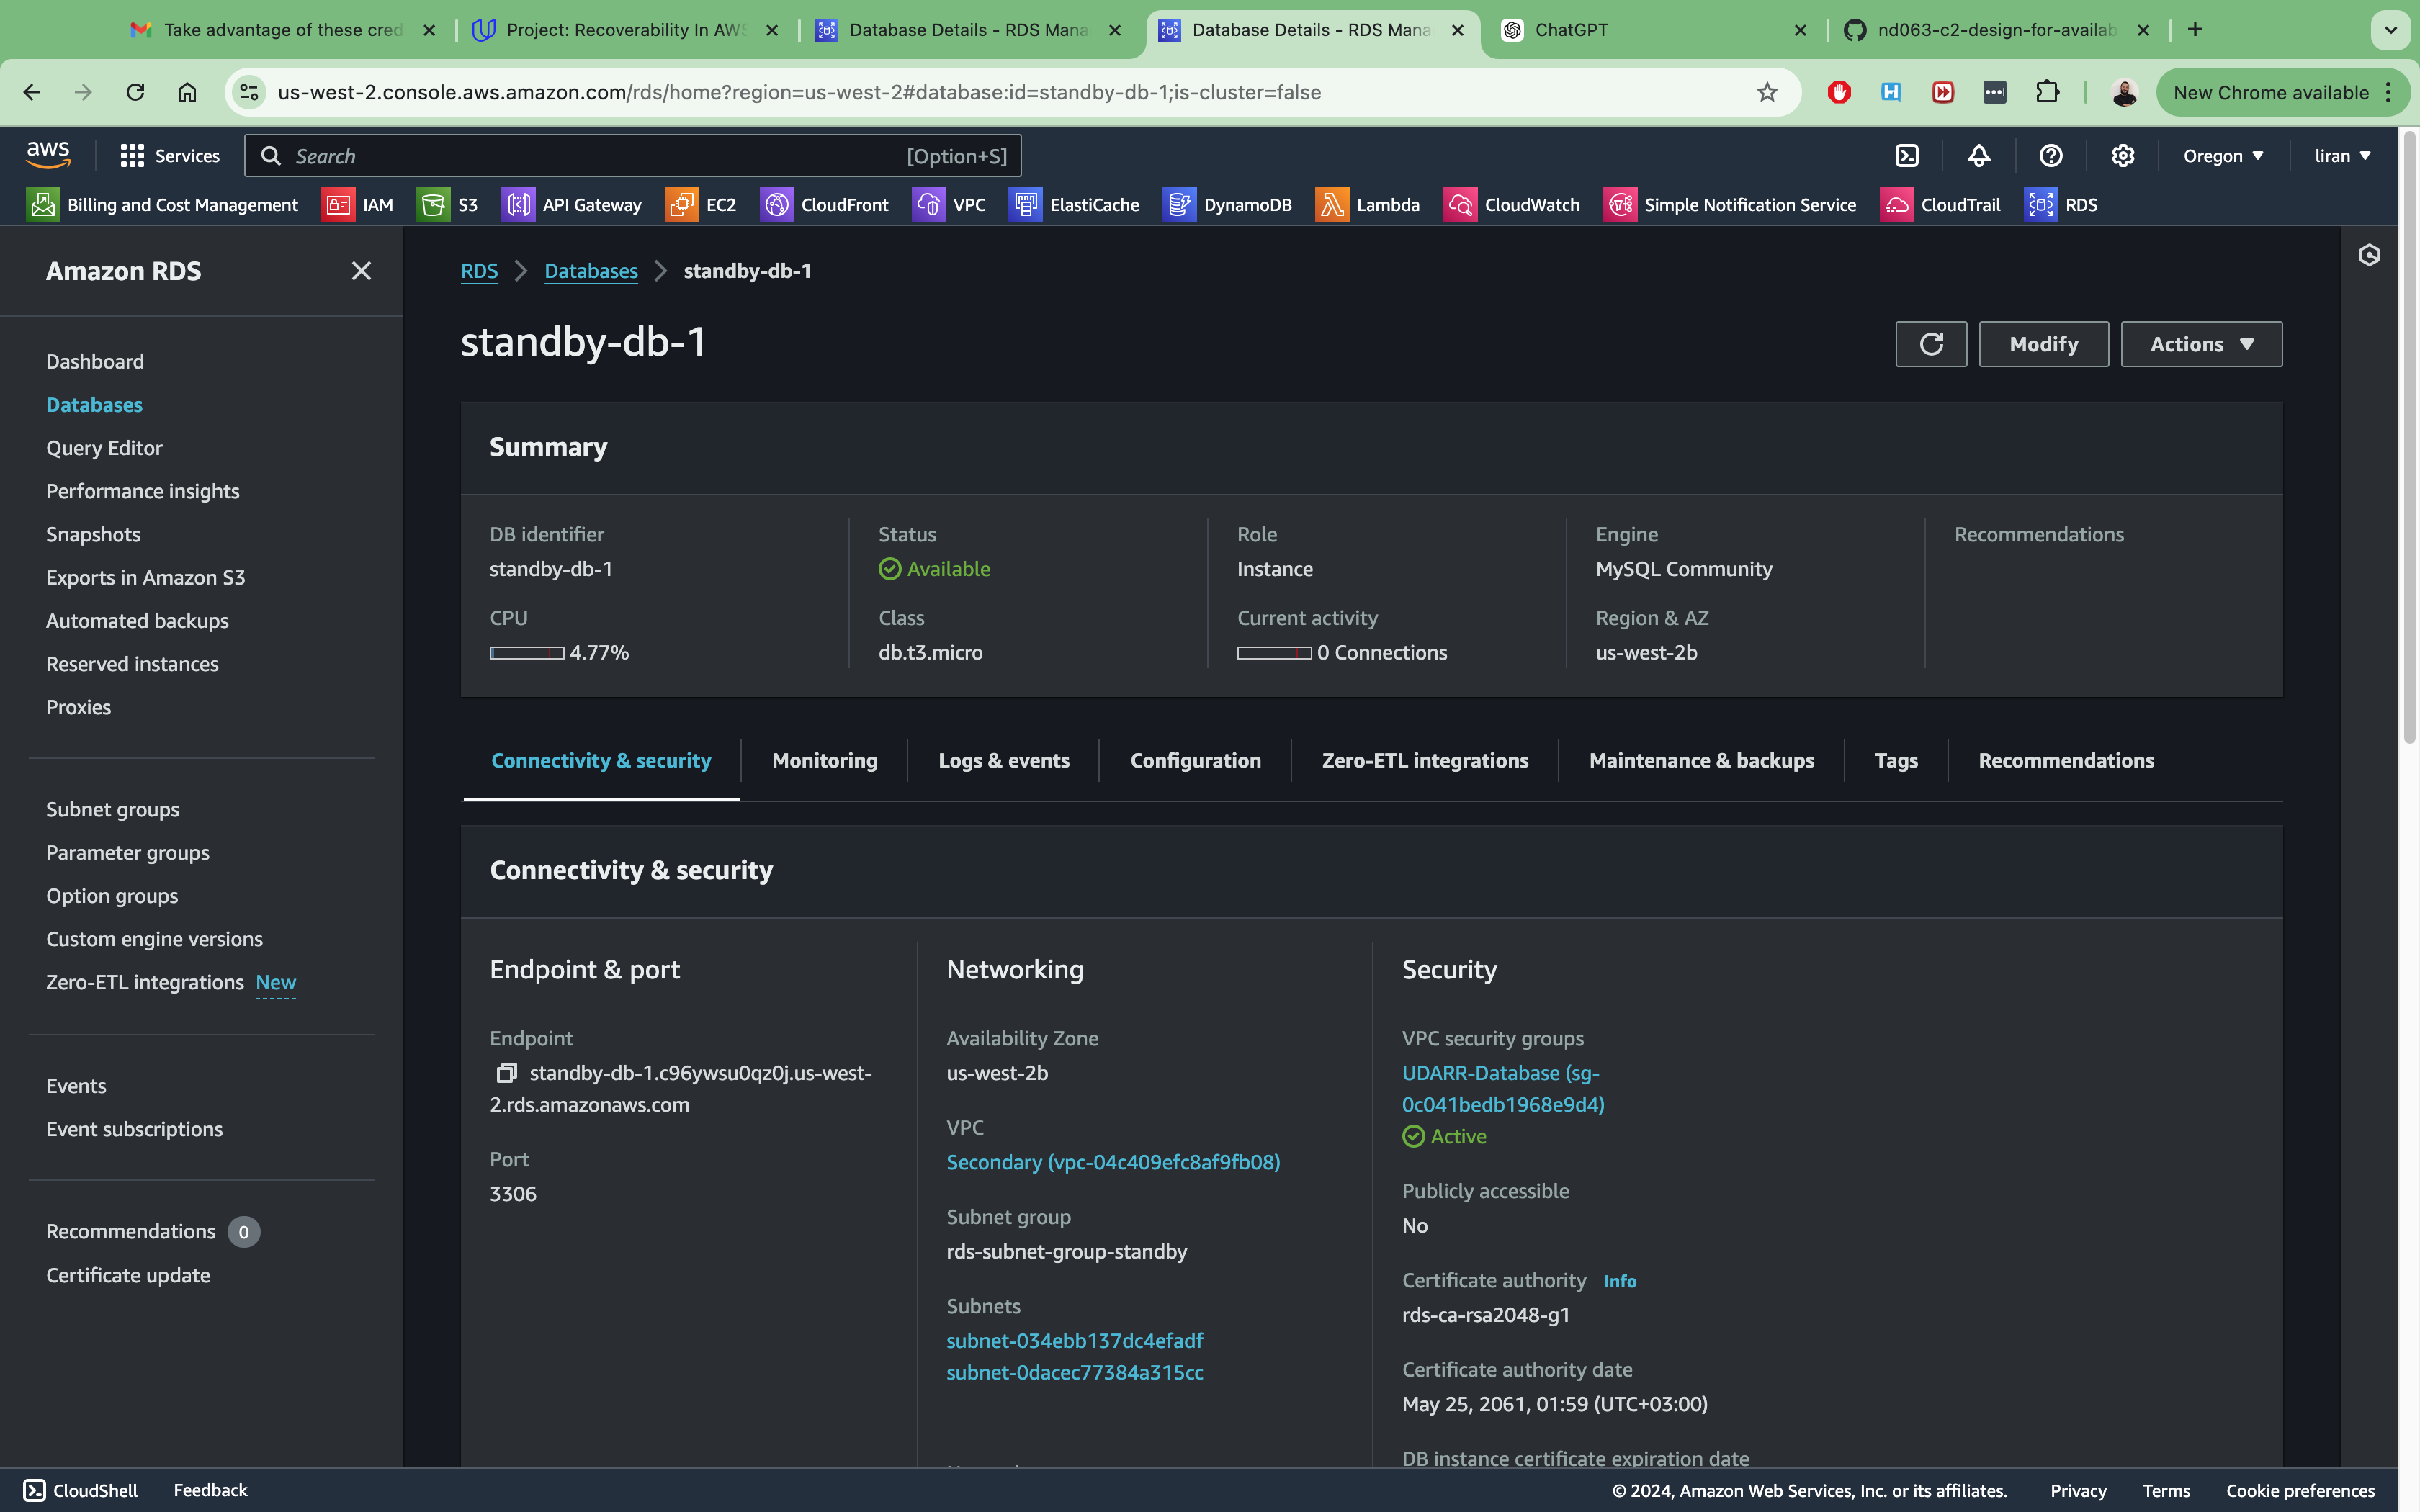 Take advantage of these cred
Project: Recoverability In AWS
Database Details - RDS Mana
Database Details - RDS Mana
ChatGPT
nd063-c2-design-for-availab
us-west-2.console.aws.amazon.com/rds/home?region=us-west-2#database:id=standby-db-1;is-cluster=false
New Chrome available
aws
Services
Search
[Option+S]
Oregon
liran
Billing and Cost Management
IAM
S3
API Gateway
EC2
CloudFront
VPC
ElastiCache
DynamoDB
Lambda
CloudWatch
Simple Notification Service
CloudTrail
RDS
Amazon RDS
Dashboard
Databases
Query Editor
Performance insights
Snapshots
Exports in Amazon S3
Automated backups
Reserved instances
Proxies
Subnet groups
Parameter groups
Option groups
Custom engine versions
Zero-ETL integrations New
Events
Event subscriptions
Recommendations 0
Certificate update
RDS
Databases
standby-db-1
standby-db-1
Modify
Actions
Summary
DB identifier
standby-db-1
Status
Available
Role
Instance
Engine
MySQL Community
Recommendations
CPU
4.77%
Class
db.t3.micro
Current activity
0 Connections
Region & AZ
us-west-2b
Connectivity & security
Monitoring
Logs & events
Configuration
Zero-ETL integrations
Maintenance & backups
Tags
Recommendations
Connectivity & security
Endpoint & port
Endpoint
standby-db-1.c96ywsu0qz0j.us-west-
2.rds.amazonaws.com
Port
3306
Networking
Availability Zone
us-west-2b
VPC
Secondary (vpc-04c409efc8af9fb08)
Subnet group
rds-subnet-group-standby
Subnets
subnet-034ebb137dc4efadf
subnet-0dacec77384a315cc
Security
VPC security groups
UDARR-Database (sg-
0c041bedb1968e9d4)
Active
Publicly accessible
No
Certificate authority Info
rds-ca-rsa2048-g1
Certificate authority date
May 25, 2061, 01:59 (UTC+03:00)
DB instance certificate expiration date
CloudShell
Feedback
© 2024, Amazon Web Services, Inc. or its affiliates.
Privacy
Terms
Cookie preferences